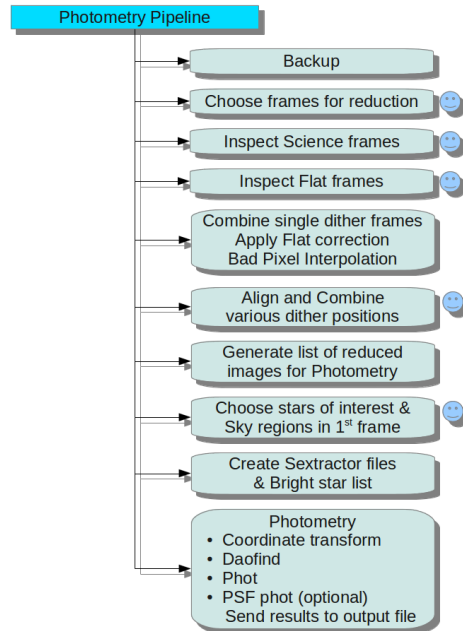 Photometry Pipeline
Backup
Choose frames for reduction
Inspect Science frames
Inspect Flat frames
Combine single dither frames
Apply Flat correction
Bad Pixel Interpolation
Align and Combine
various dither positions
Generate list of reduced
images for Photometry
Choose stars of interest &
Sky regions in 1st frame
Create Sextractor files
& Bright star list
Photometry
• Coordinate transform
• Daofind
• Phot
• PSF phot (optional)
Send results to output file